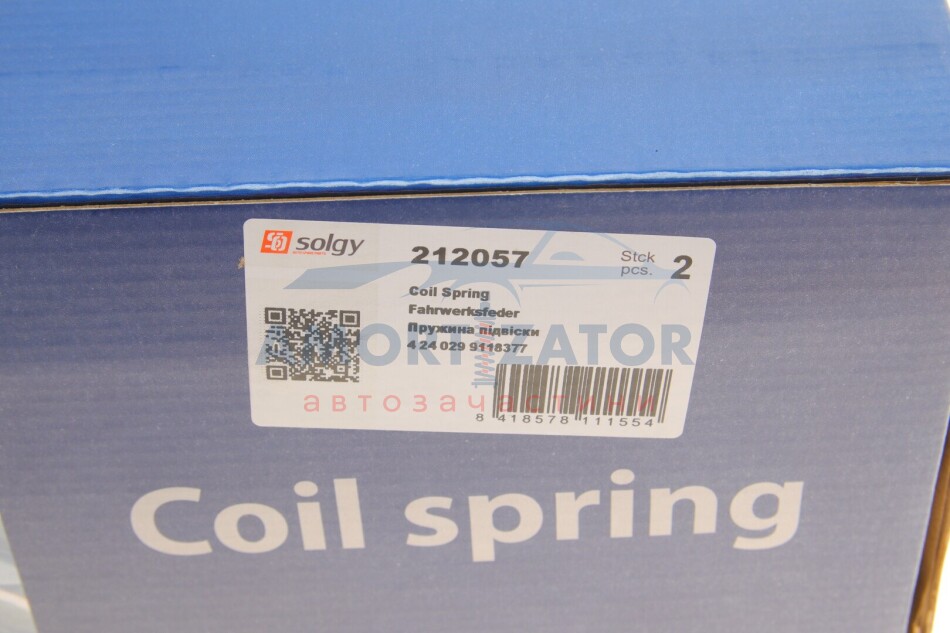 solgy
212057
Stck
pcs. 2
Coil Spring
Fahrwerksfeder
Пружина підвіски
4 24 029 9118377
AMORTIZATOR
автозачастини
8 418578 111554
Coil spring